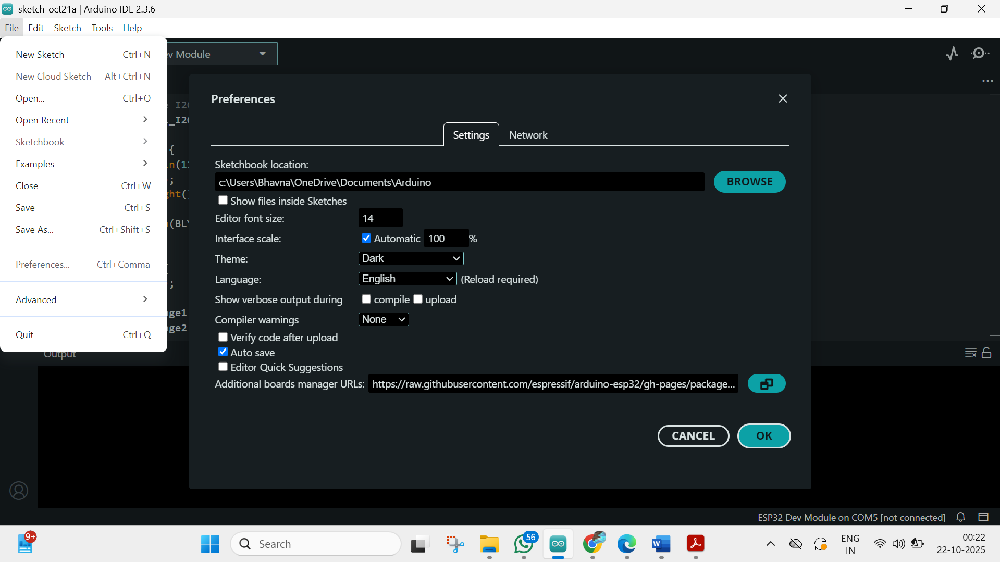 sketch_oct21a | Arduino IDE 2.3.6
File Edit Sketch Tools Help
New Sketch Ctrl+N
New Cloud Sketch Alt+Ctrl+N
Open... Ctrl+O
Open Recent
Sketchbook
Examples
Close Ctrl+W
Save Ctrl+S
Save As... Ctrl+Shift+S
Preferences... Ctrl+Comma
Advanced
Quit Ctrl+Q
v Module
I2C
_I2C
{
n(11
;
ht()
(BLY
;
ge1
ge2
Output
Preferences
Settings Network
Sketchbook location:
c:\Users\Bhavna\OneDrive\Documents\Arduino
BROWSE
Show files inside Sketches
Editor font size: 14
Interface scale: Automatic 100 %
Theme: Dark
Language: English (Reload required)
Show verbose output during compile upload
Compiler warnings None
Verify code after upload
Auto save
Editor Quick Suggestions
Additional boards manager URLs: https://raw.githubusercontent.com/espressif/arduino-esp32/gh-pages/package...
CANCEL OK
ESP32 Dev Module on COM5 [not connected]
9+
Search
56
ENG
IN
00:22
22-10-2025